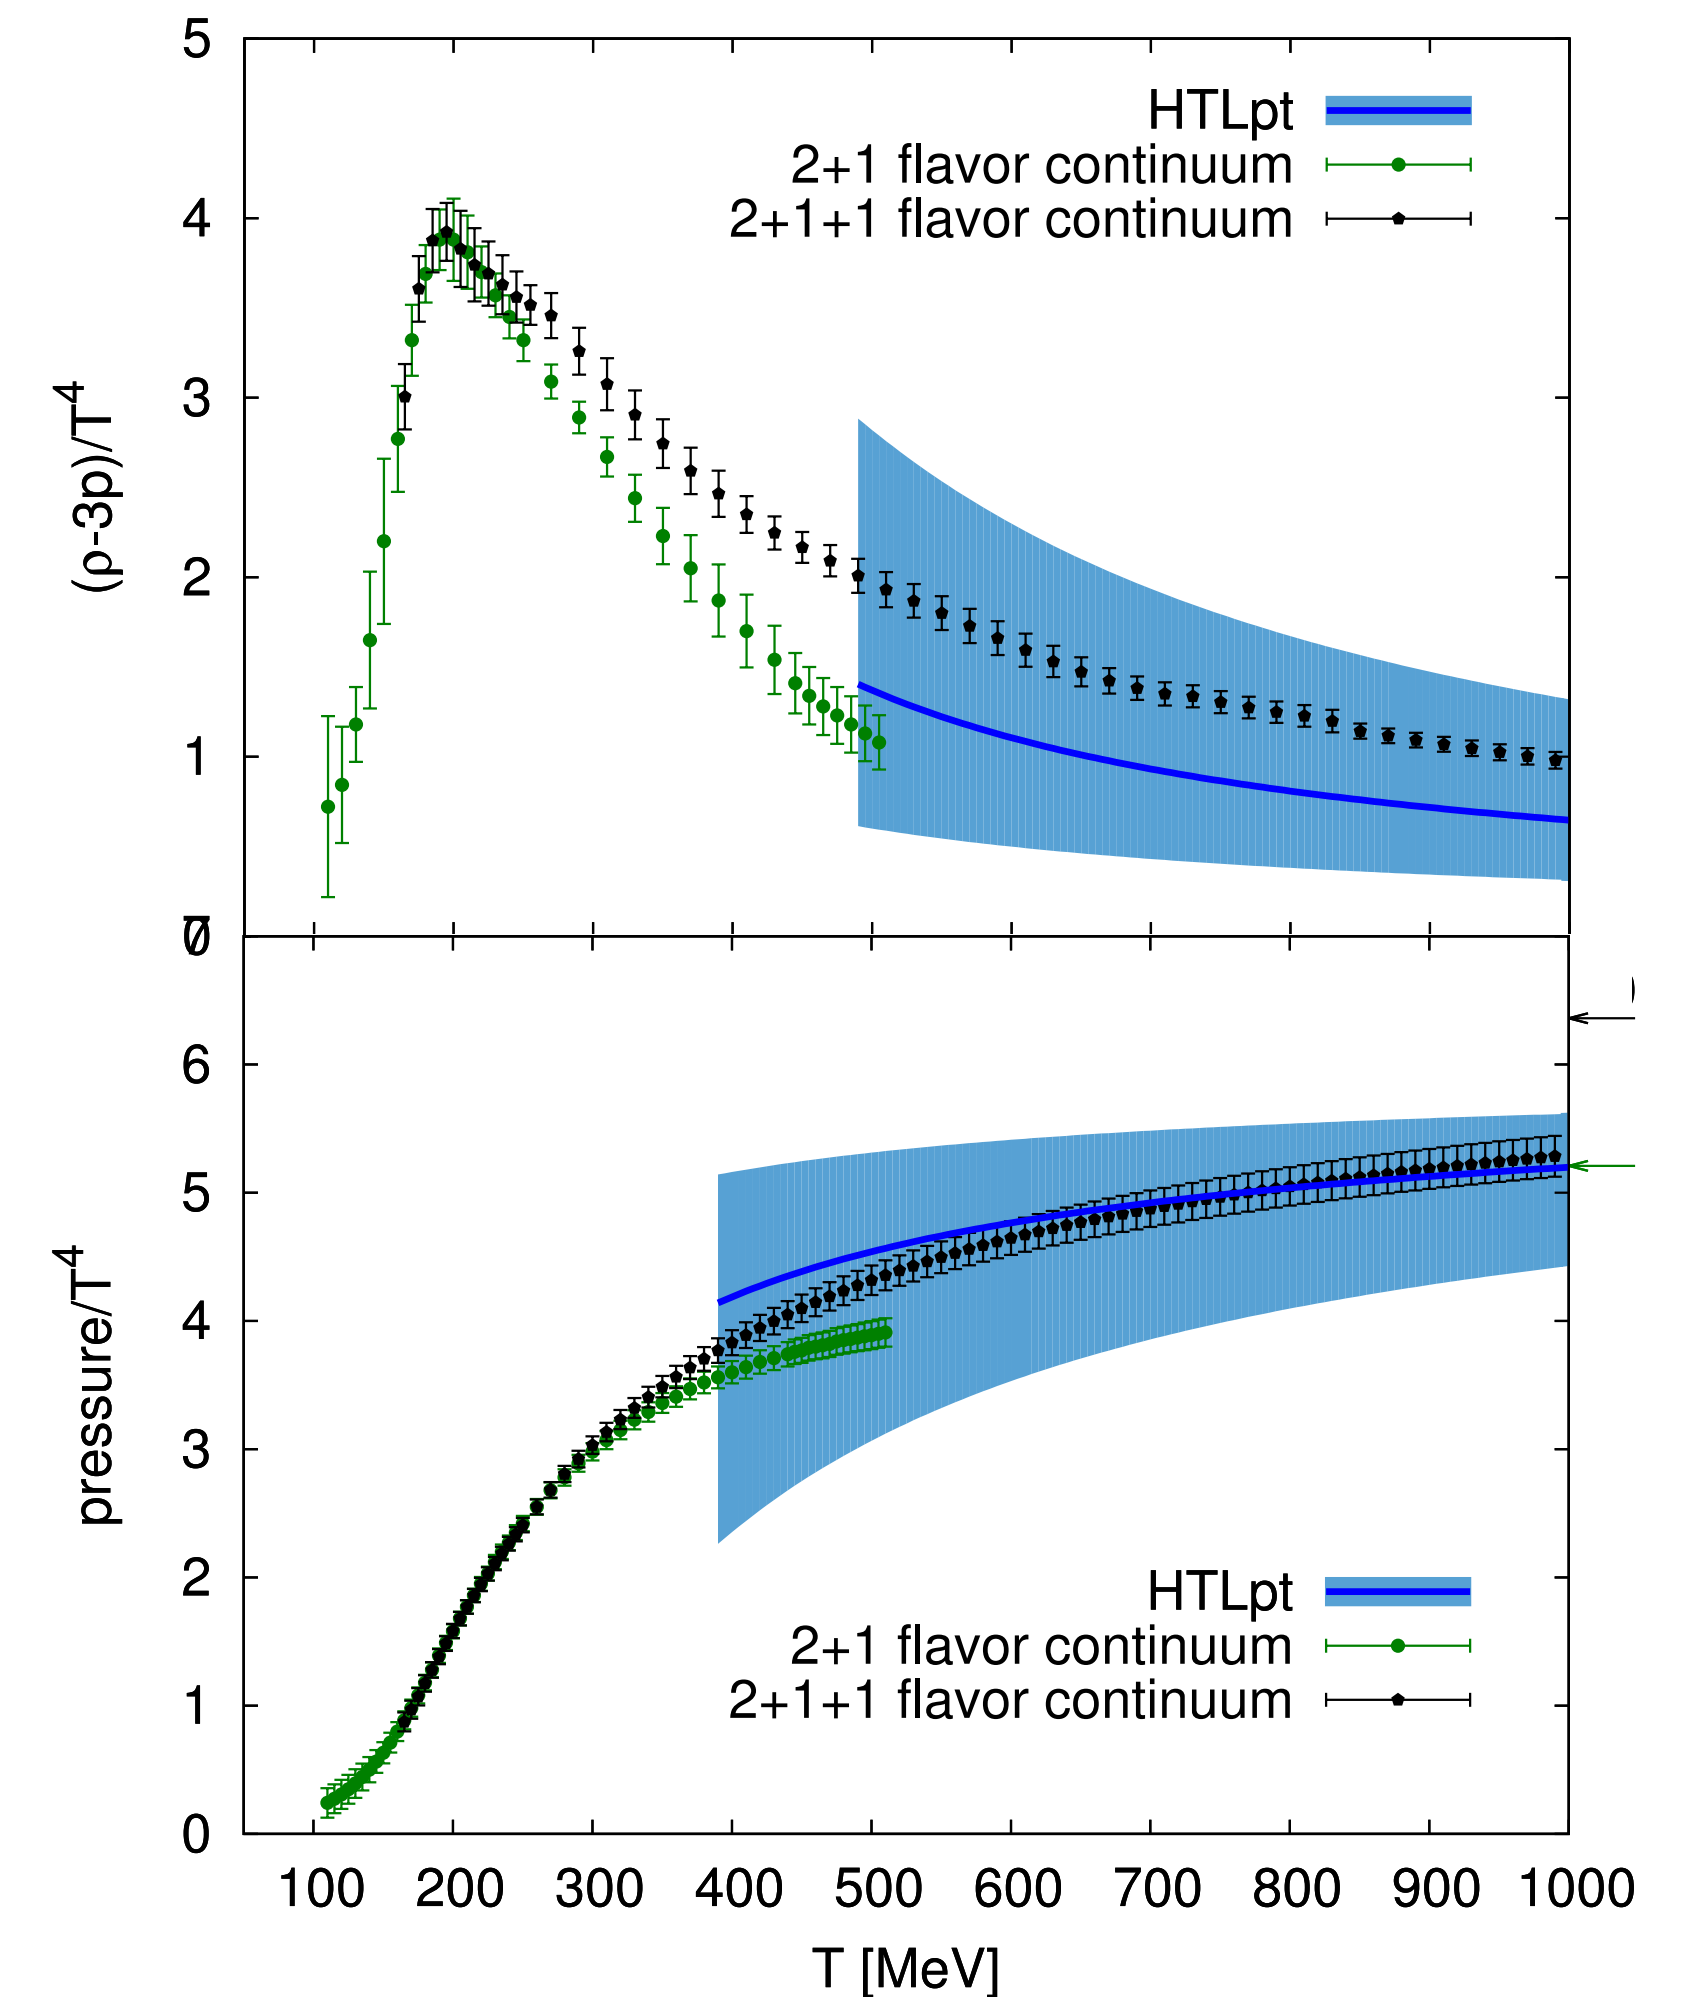 5
4
3
2
1
0
(ρ-3p)/T4
HTLpt
2+1 flavor continuum
2+1+1 flavor continuum
7
6
5
4
3
2
1
0
pressure/T4
HTLpt
2+1 flavor continuum
2+1+1 flavor continuum
100 200 300 400 500 600 700 800 900 1000
T [MeV]